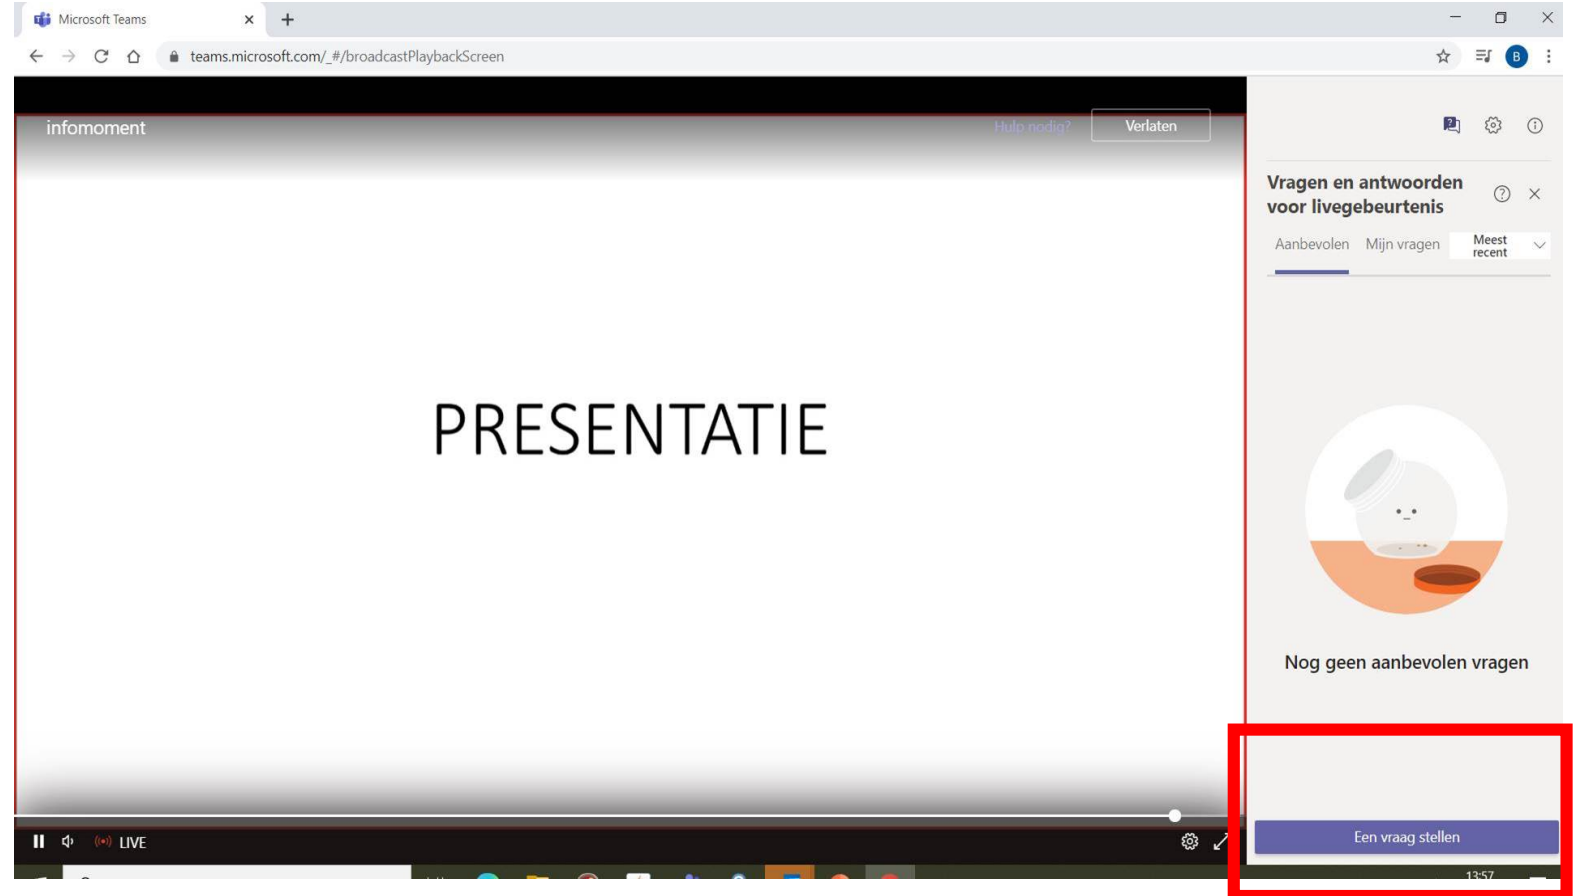 Microsoft Teams
teams.microsoft.com/_#/broadcastPlaybackScreen
B
infomoment
Hulp nodig?
Verlaten
Vragen en antwoorden
voor livegebeurtenis
Aanbevolen
Mijn vragen
Meest
recent
PRESENTATIE
Nog geen aanbevolen vragen
LIVE
Een vraag stellen
13:57